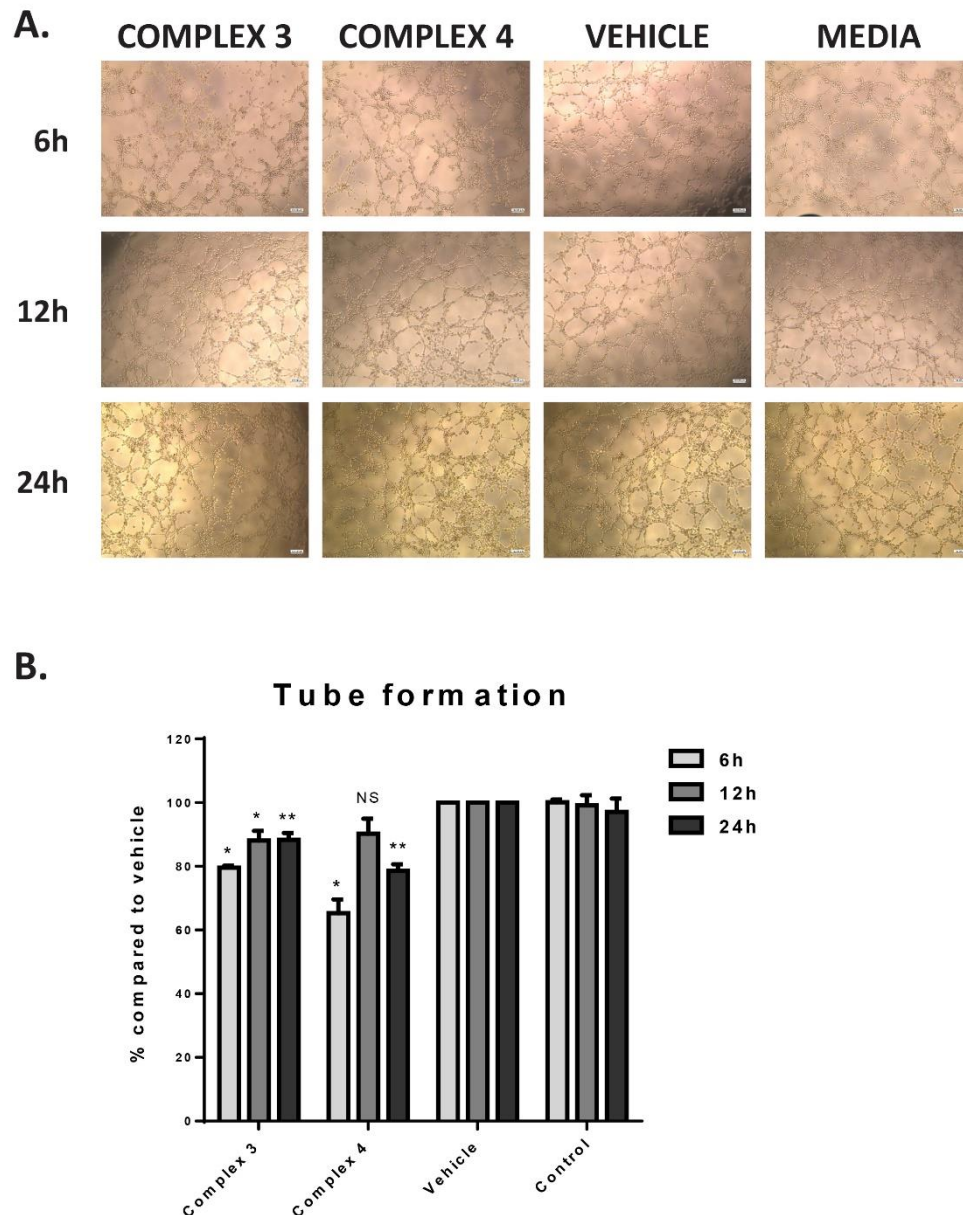 A.
COMPLEX 3 COMPLEX 4 VEHICLE MEDIA
6h
12h
24h
B.
Tube formation
% compared to vehicle
120
100
80
60
40
20
0
* * **
* NS **
Complex 3
Complex 4
Vehicle
Control
6h
12h
24h